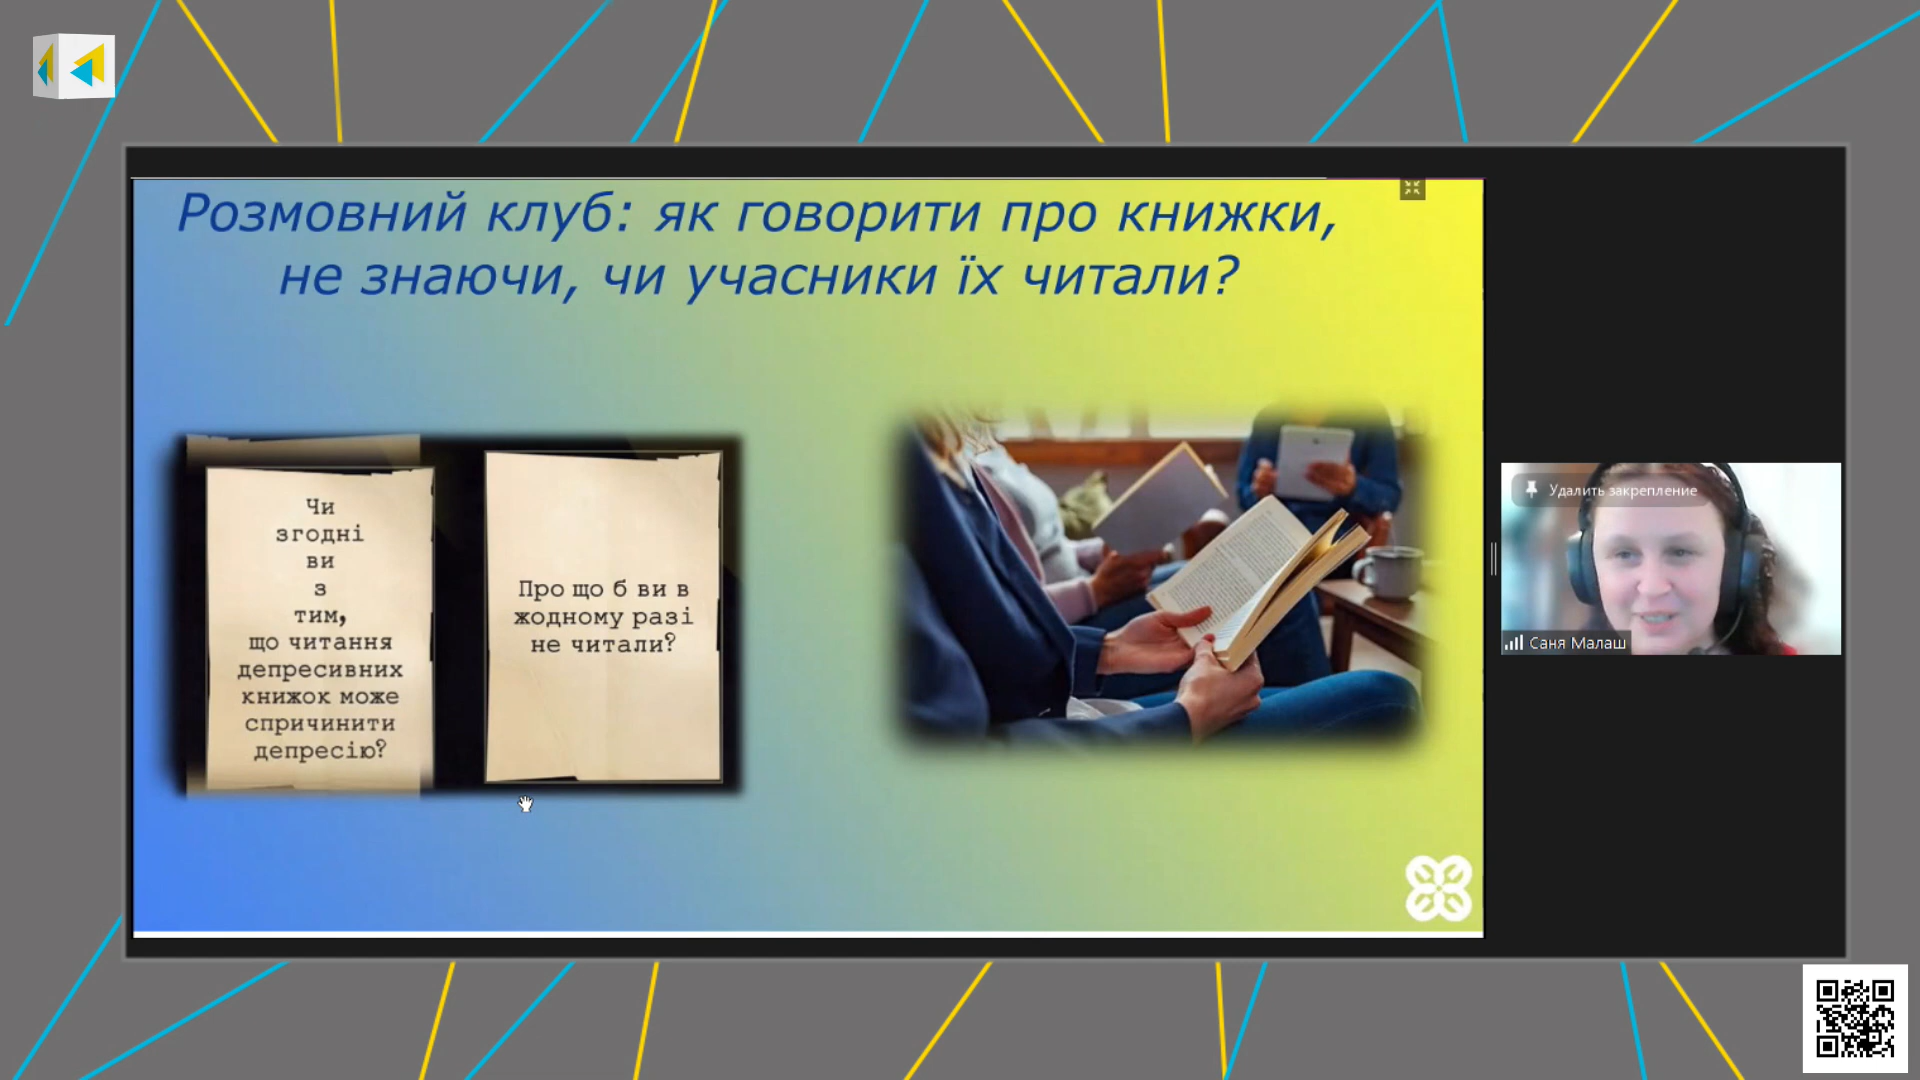 Розмовний клуб: як говорити про книжки,
не знаючи, чи учасники їх читали?
Чи
згодні
ви
з
тим,
що читання
депресивних
книжок може
спричинити
депресію?
Про що б ви в
жодному разі
не читали?
Удалить закрепление
Саня Малаш